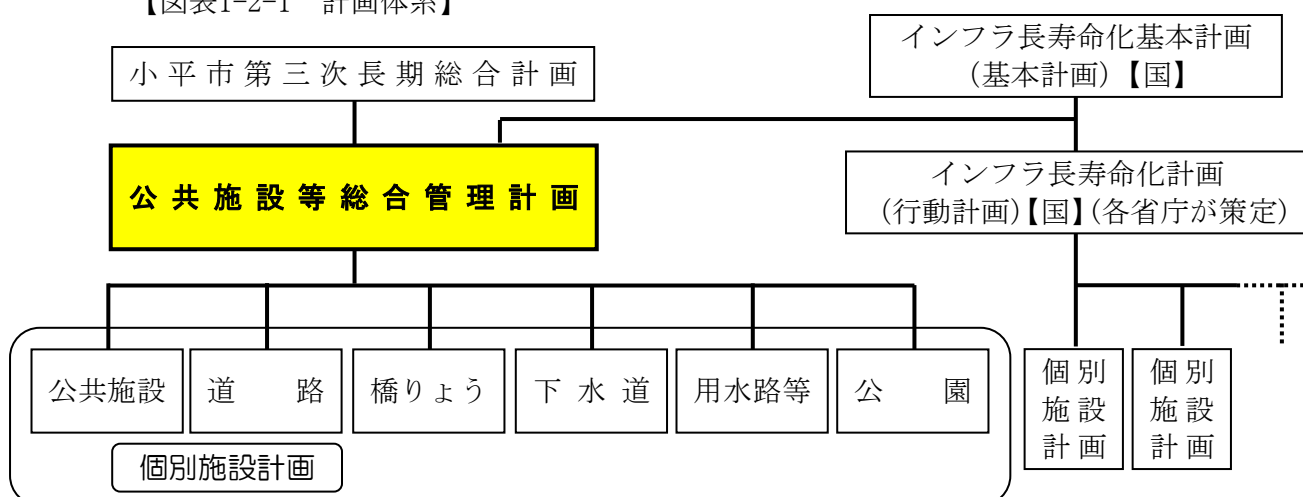 【図表1-2-1 計画体系】
小平市第三次長期総合計画
インフラ長寿命化基本計画
(基本計画)【国】
公共施設等総合管理計画
インフラ長寿命化計画
(行動計画)【国】(各省庁が策定)
公共施設
道路
橋りょう
下水道
用水路等
公園
個別施設計画
個別
施設
計画
個別
施設
計画